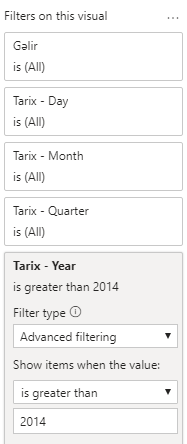 Filters on this visual ...
Gəlir
is (All)
Tarix - Day
is (All)
Tarix - Month
is (All)
Tarix - Quarter
is (All)
Tarix - Year
is greater than 2014
Filter type
Advanced filtering
Show items when the value:
is greater than
2014